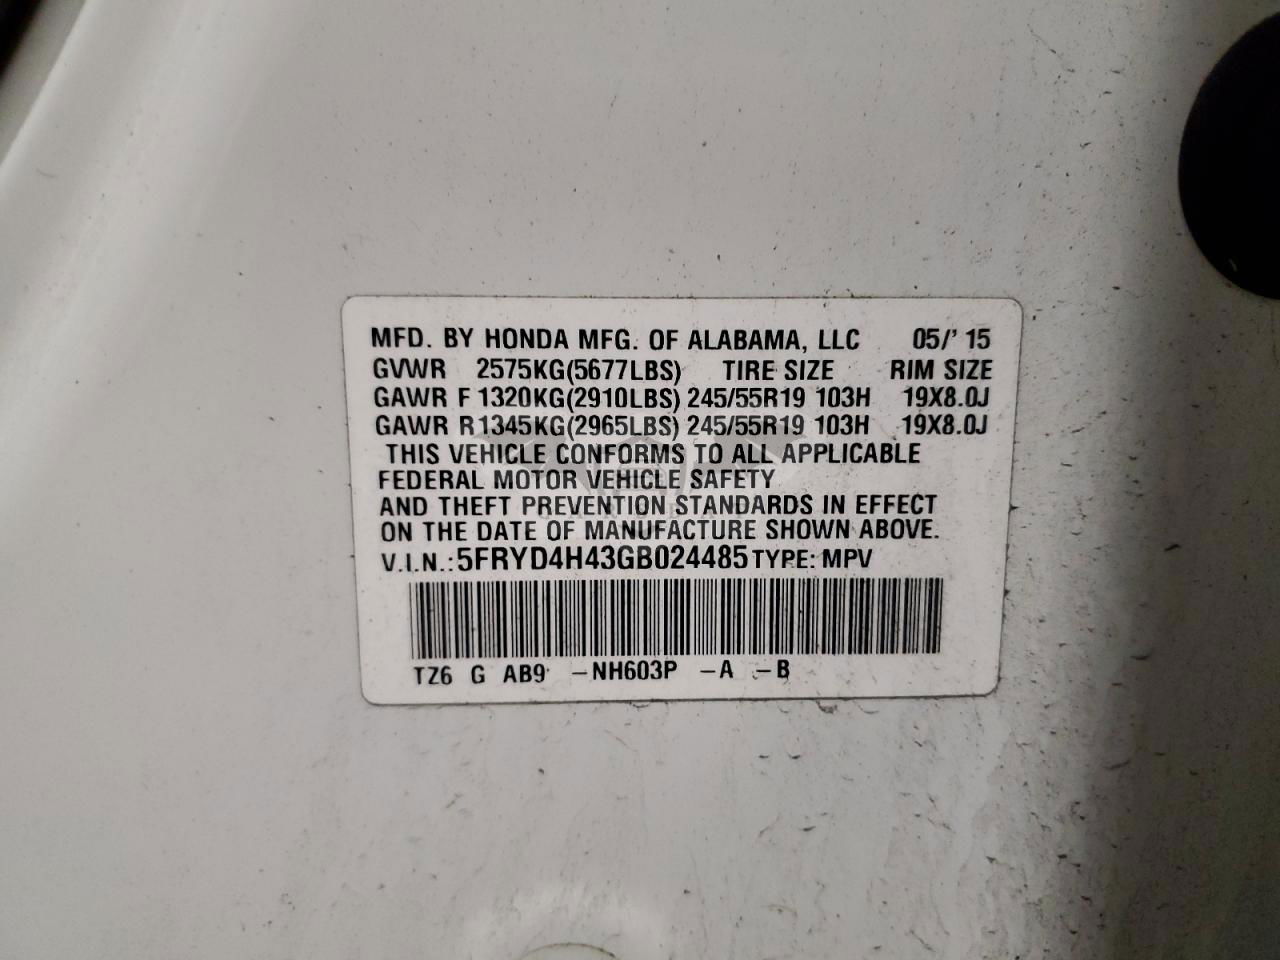 MFD. BY HONDA MFG. OF ALABAMA, LLC 05/' 15
GVWR 2575KG(5677LBS) TIRE SIZE RIM SIZE
GAWR F 1320KG(2910LBS) 245/55R19 103H 19X8.0J
GAWR R 1345KG(2965LBS) 245/55R19 103H 19X8.0J
THIS VEHICLE CONFORMS TO ALL APPLICABLE
FEDERAL MOTOR VEHICLE SAFETY
AND THEFT PREVENTION STANDARDS IN EFFECT
ON THE DATE OF MANUFACTURE SHOWN ABOVE.
V.I.N.: 5FRYD4H43GB024485 TYPE: MPV
TZ6 G AB9 -NH603P -A -B